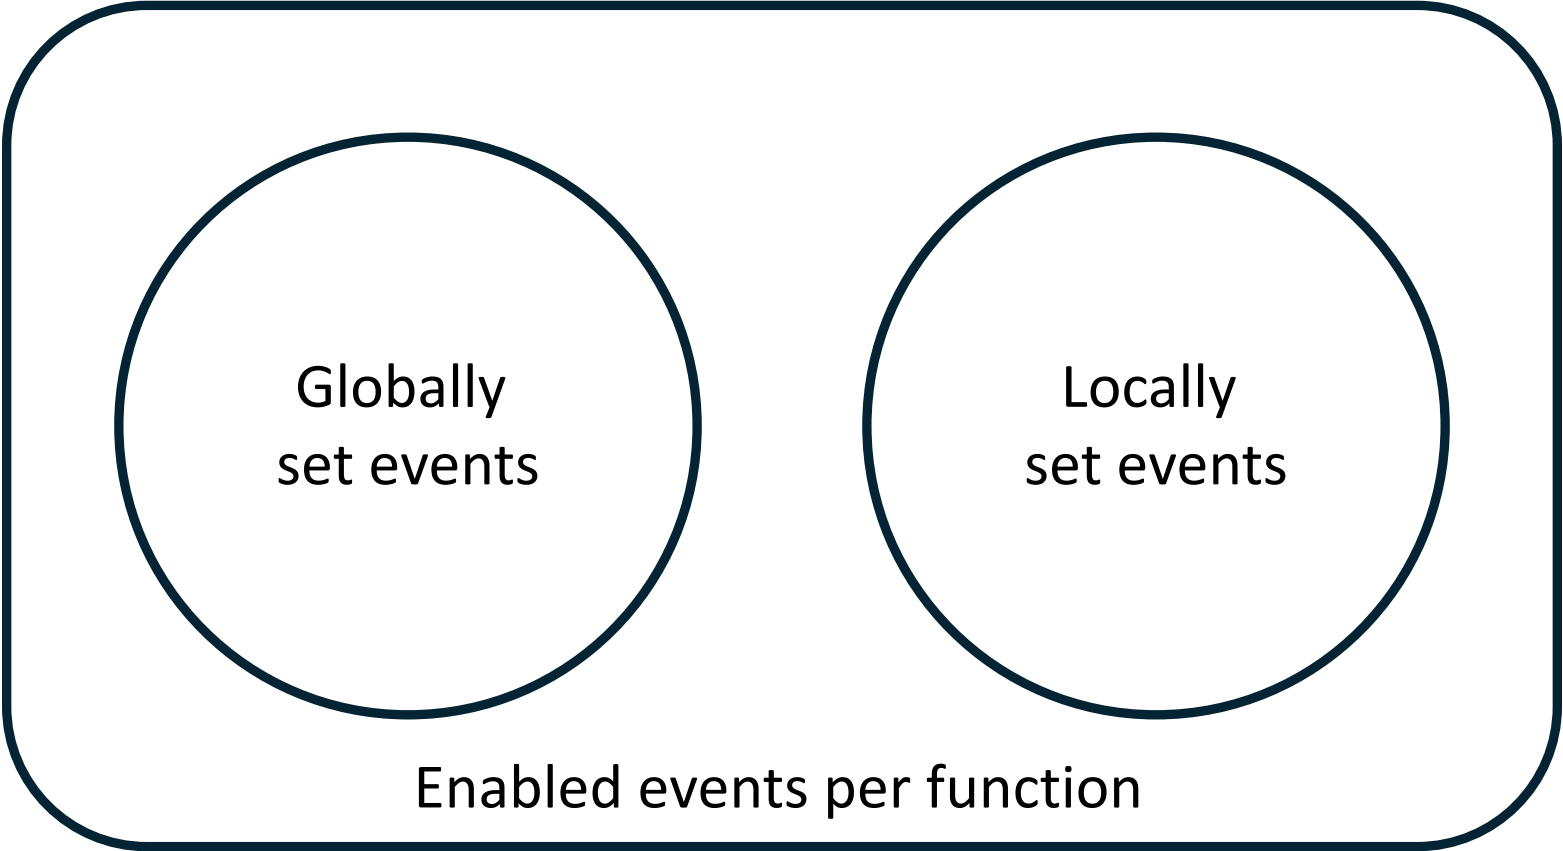 Globally
set events
Locally
set events
Enabled events per function